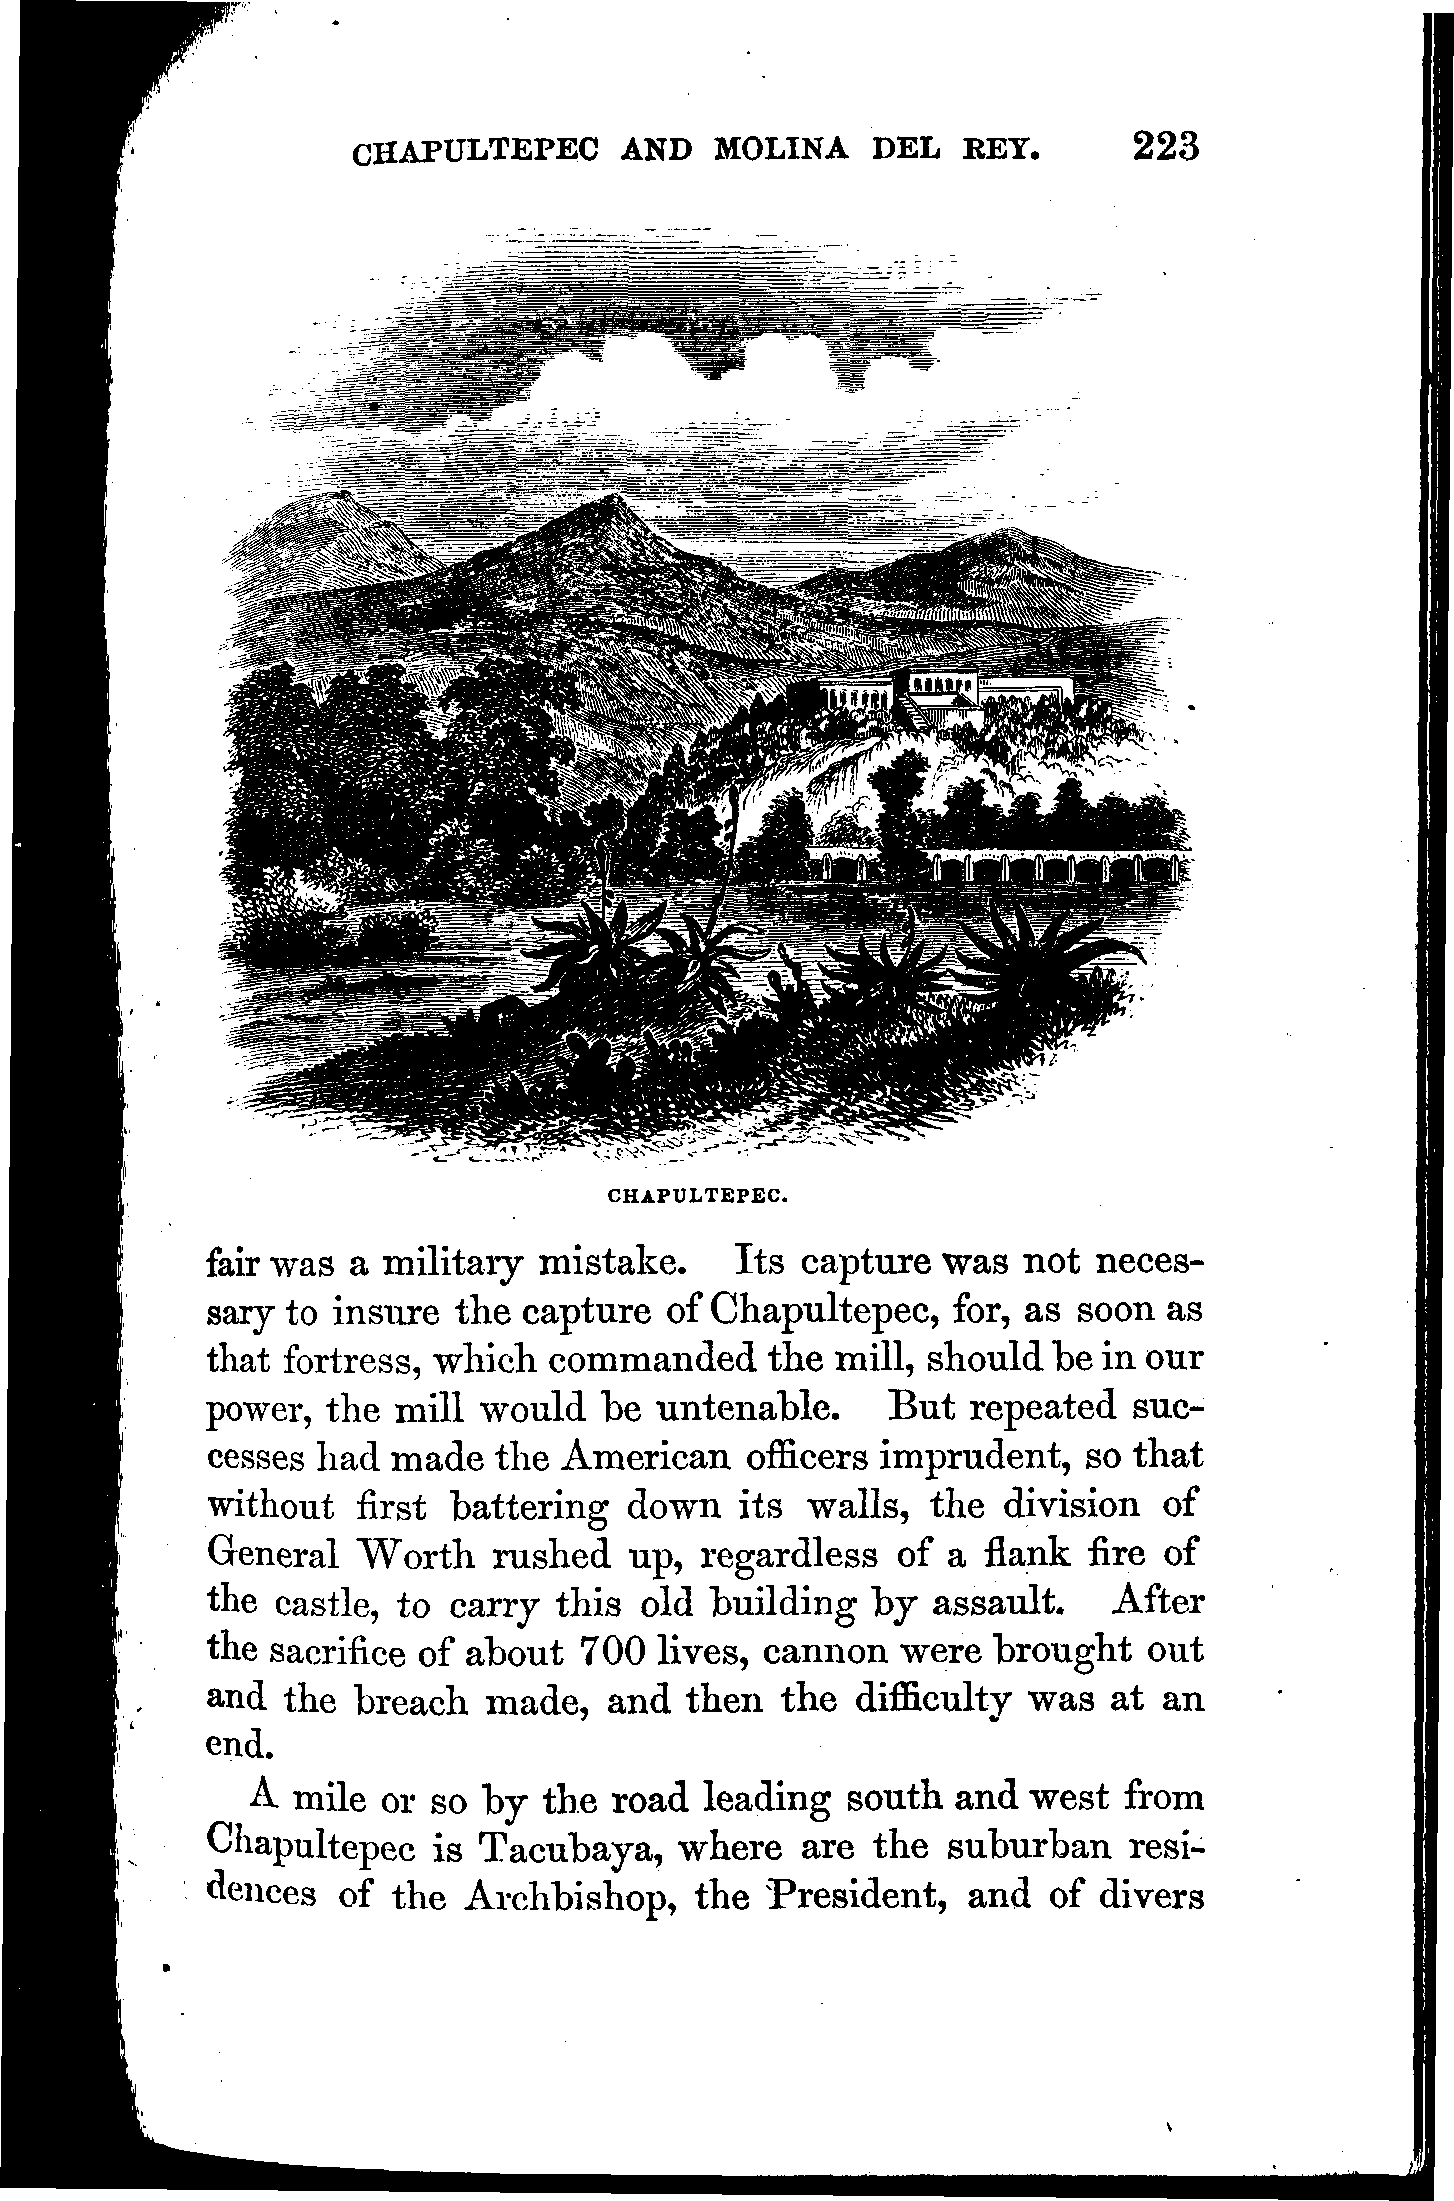 CHAPULTEPEC AND MOLINA DEL REY. 223
CHAPULTEPEC.
fair was a military mistake. Its capture was not neces-
sary to insure the capture of Chapultepec, for, as soon as
that fortress, which commanded the mill, should be in our
power, the mill would be untenable. But repeated suc-
cesses had made the American officers imprudent, so that
without first battering down its walls, the division of
General Worth rushed up, regardless of a flank fire of
the castle, to carry this old building by assault. After
the sacrifice of about 700 lives, cannon were brought out
and the breach made, and then the difficulty was at an
end.
A mile or so by the road leading south and west from
Chapultepec is Tacubaya, where are the suburban resi-
dences of the Archbishop, the President, and of divers